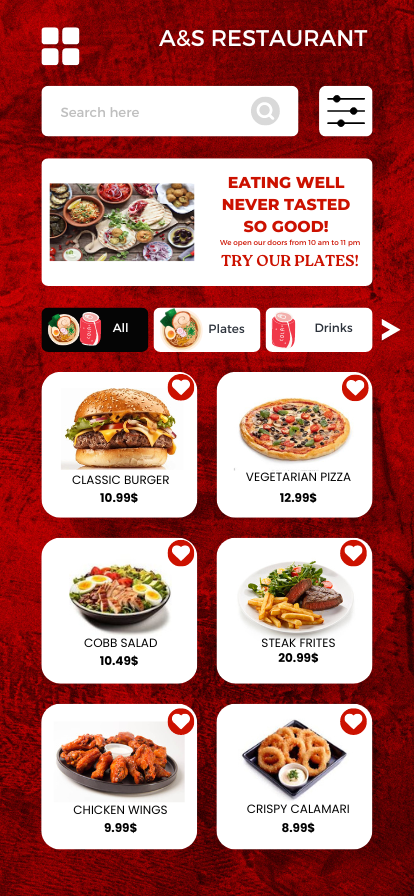 A&S RESTAURANT
Search here
EATING WELL
NEVER TASTED
SO GOOD!
We open our doors from 10 am to 11 pm
TRY OUR PLATES!
All
Plates
Drinks
>
CLASSIC BURGER
10.99$
VEGETARIAN PIZZA
12.99$
COBB SALAD
10.49$
STEAK FRITES
20.99$
CHICKEN WINGS
9.99$
CRISPY CALAMARI
8.99$